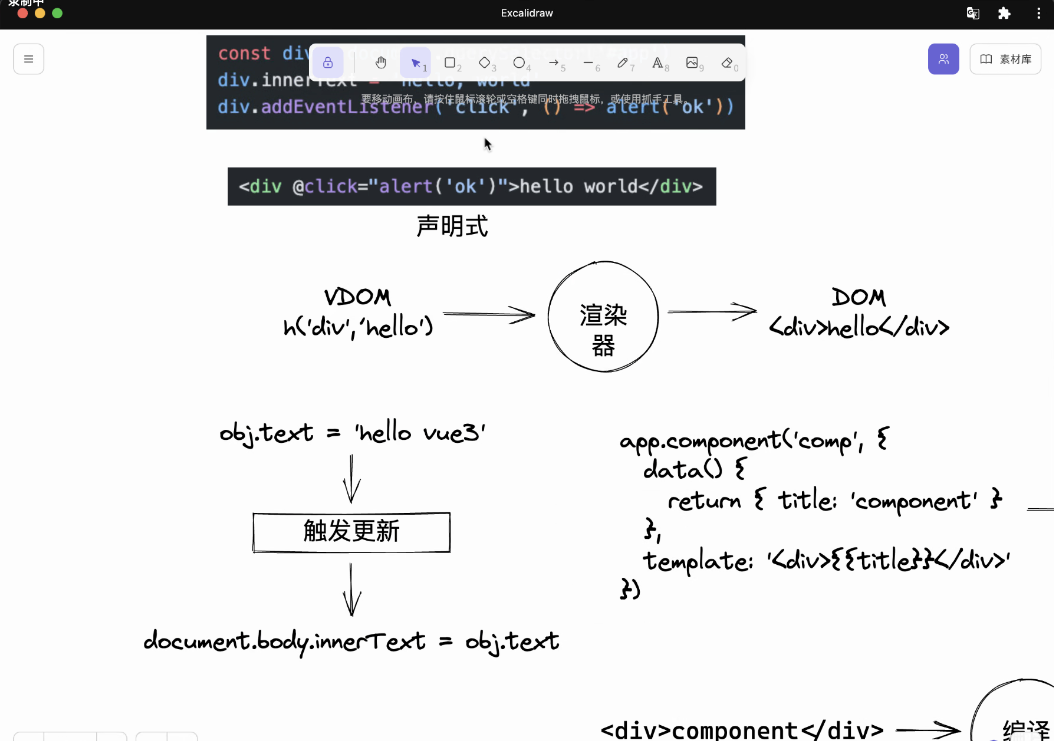 录制中
Excalidraw
const div
div.innerText = 'hello, world'
要移动画布，请按住鼠标滚轮或空格键同时拖拽鼠标，或使用抓手工具。
div.addEventListener('click', () => alert('ok'))
1 2 3 4 5 6 7 8 9 0
素材库
<div @click="alert('ok')">hello world</div>
声明式
VDOM
h('div','hello')
渲染
器
DOM
<div>hello</div>
obj.text = 'hello vue3'
触发更新
document.body.innerText = obj.text
app.component('comp', {
data() {
return { title: 'component' }
},
template: '<div>{{title}}</div>'
})
<div>component</div>
编译